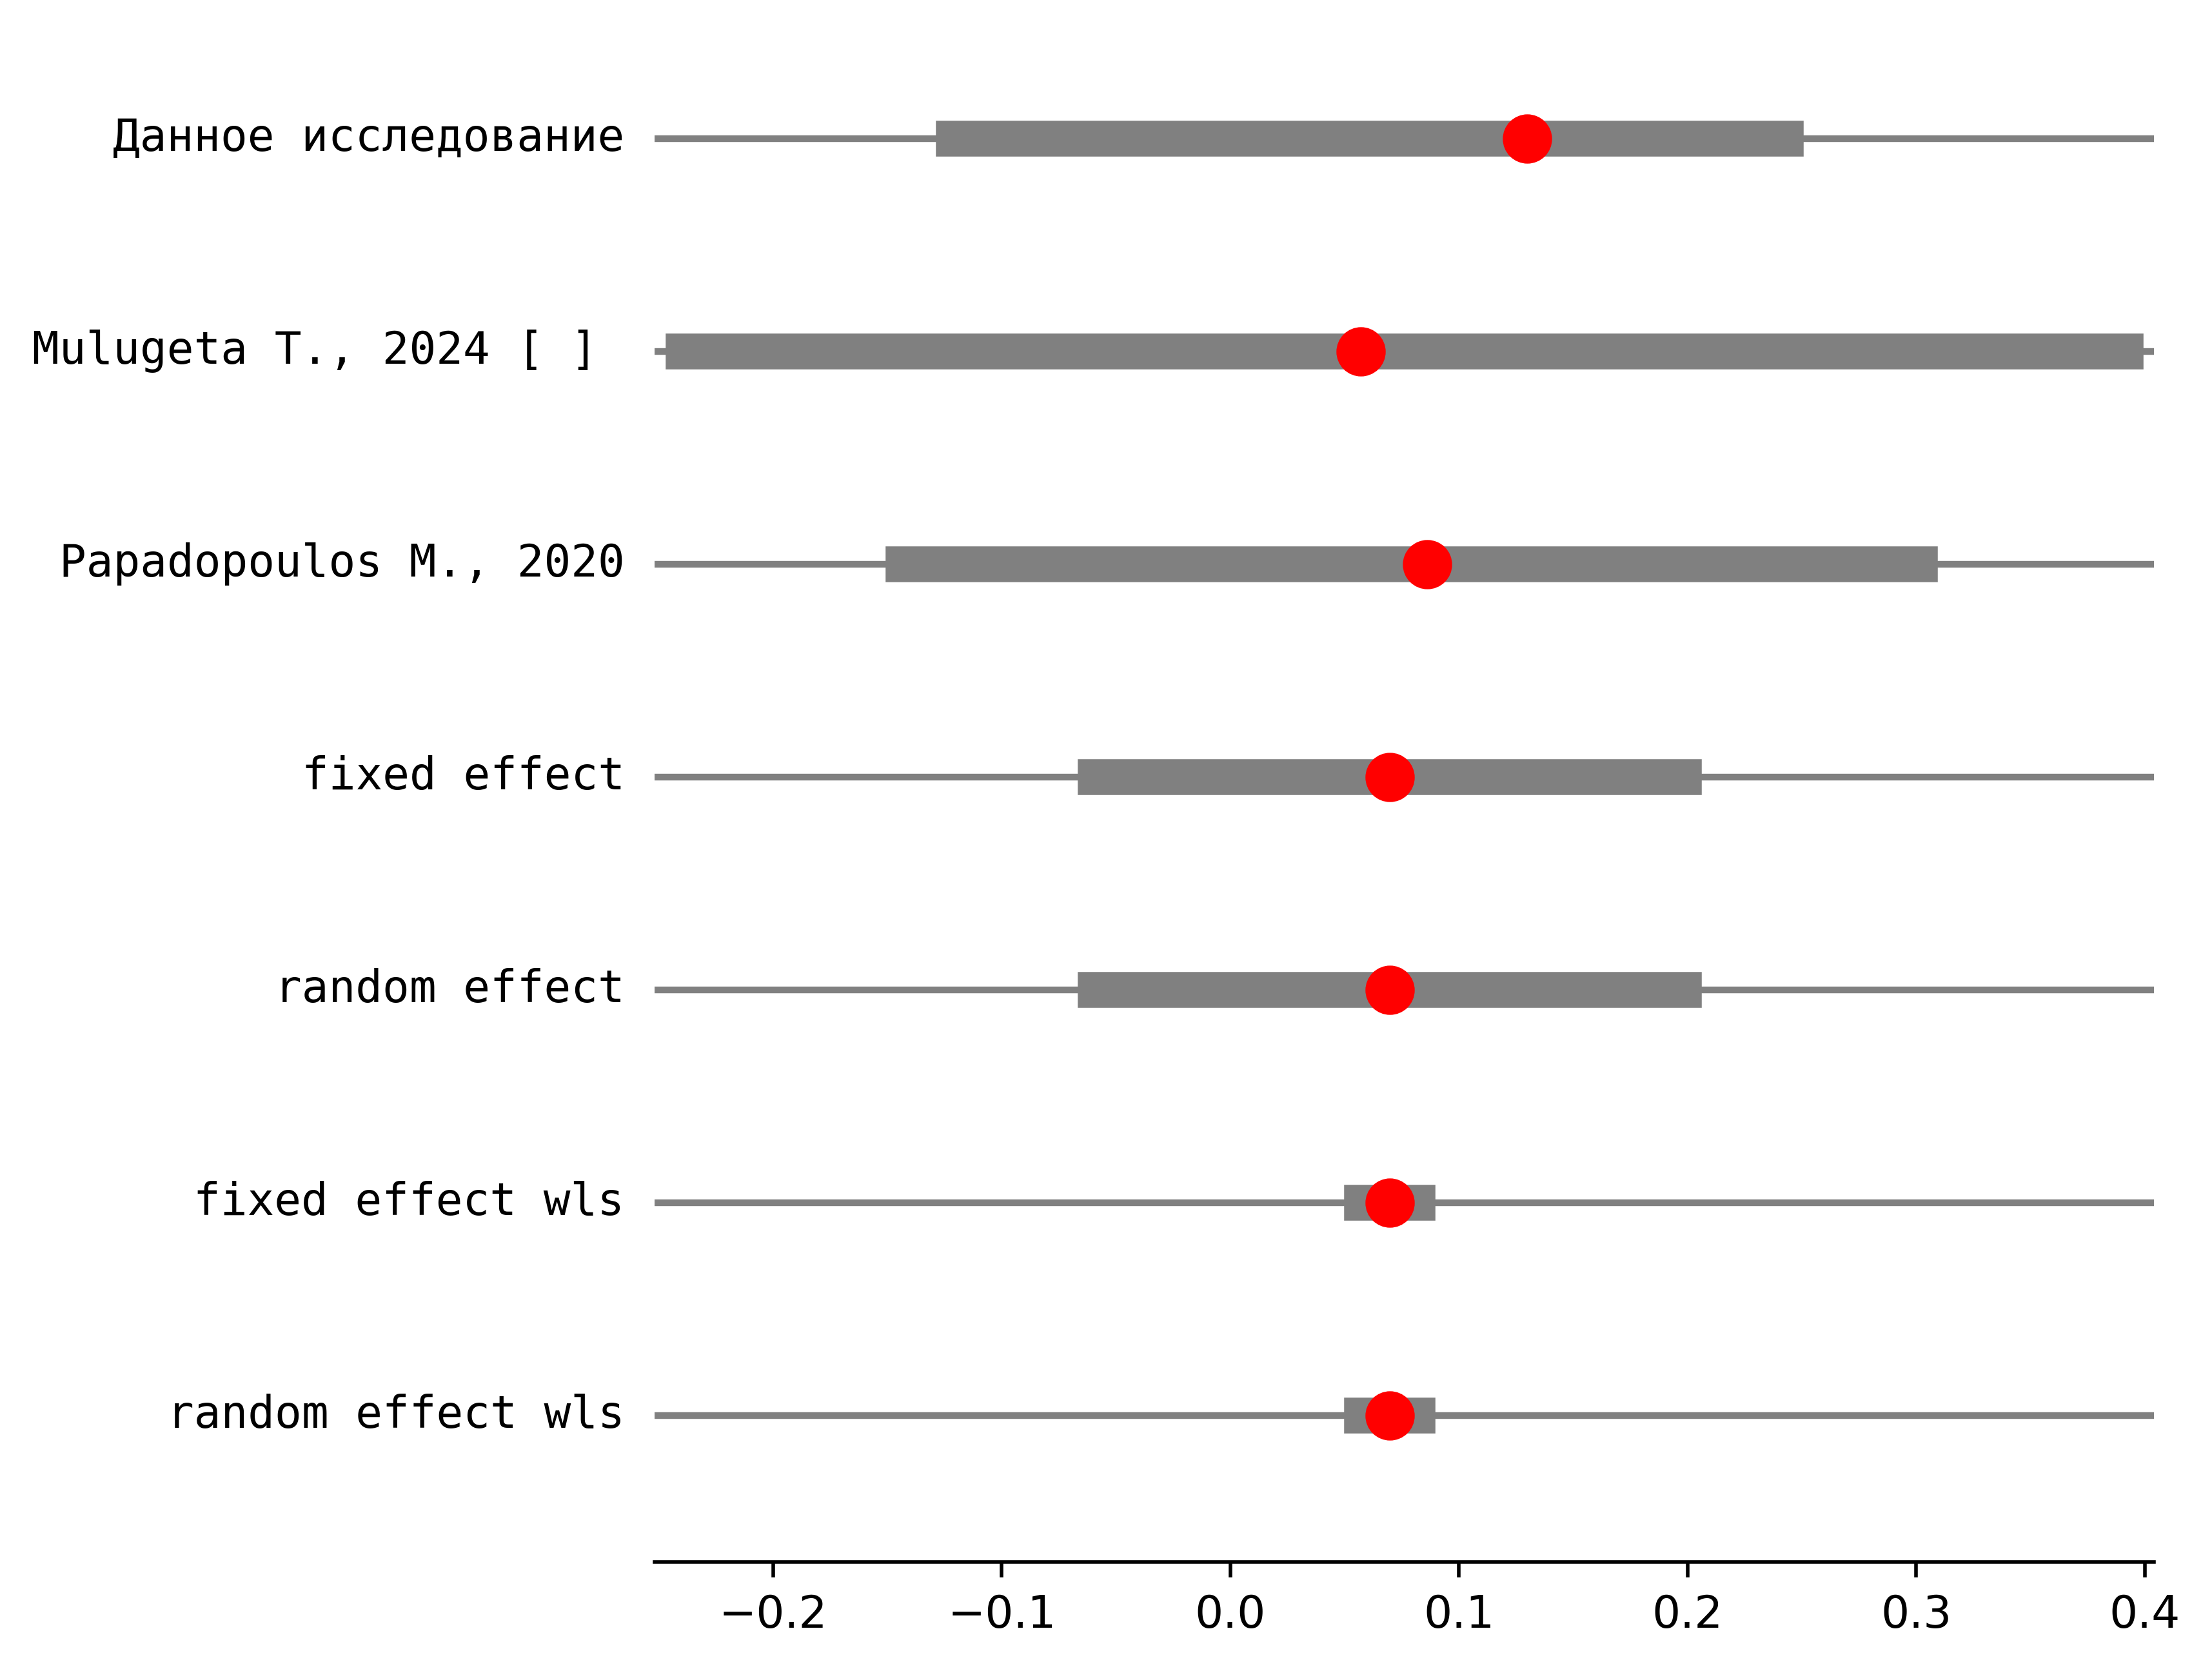 Данное исследование
Mulugeta T., 2024 [ ]
Papadopoulos M., 2020
fixed effect
random effect
fixed effect wls
random effect wls
−0.2 −0.1 0.0 0.1 0.2 0.3 0.4